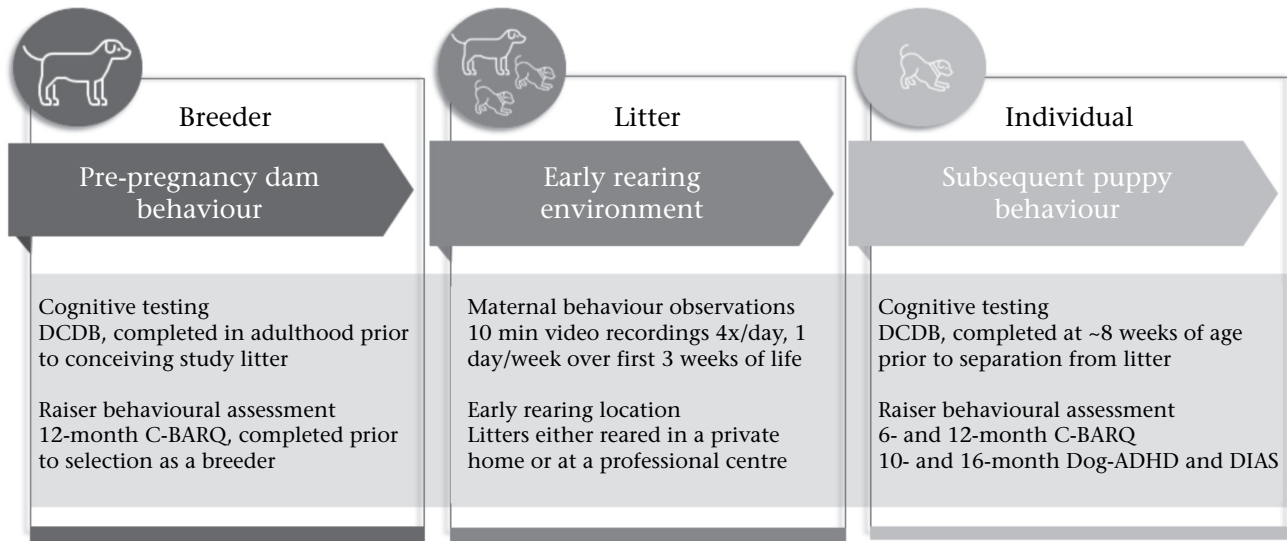 Breeder
Pre-pregnancy dam
behaviour
Cognitive testing
DCDB, completed in adulthood prior
to conceiving study litter
Raiser behavioural assessment
12-month C-BARQ, completed prior
to selection as a breeder
Litter
Early rearing
environment
Maternal behaviour observations
10 min video recordings 4x/day, 1
day/week over first 3 weeks of life
Early rearing location
Litters either reared in a private
home or at a professional centre
Individual
Subsequent puppy
behaviour
Cognitive testing
DCDB, completed at ~8 weeks of age
prior to separation from litter
Raiser behavioural assessment
6- and 12-month C-BARQ
10- and 16-month Dog-ADHD and DIAS